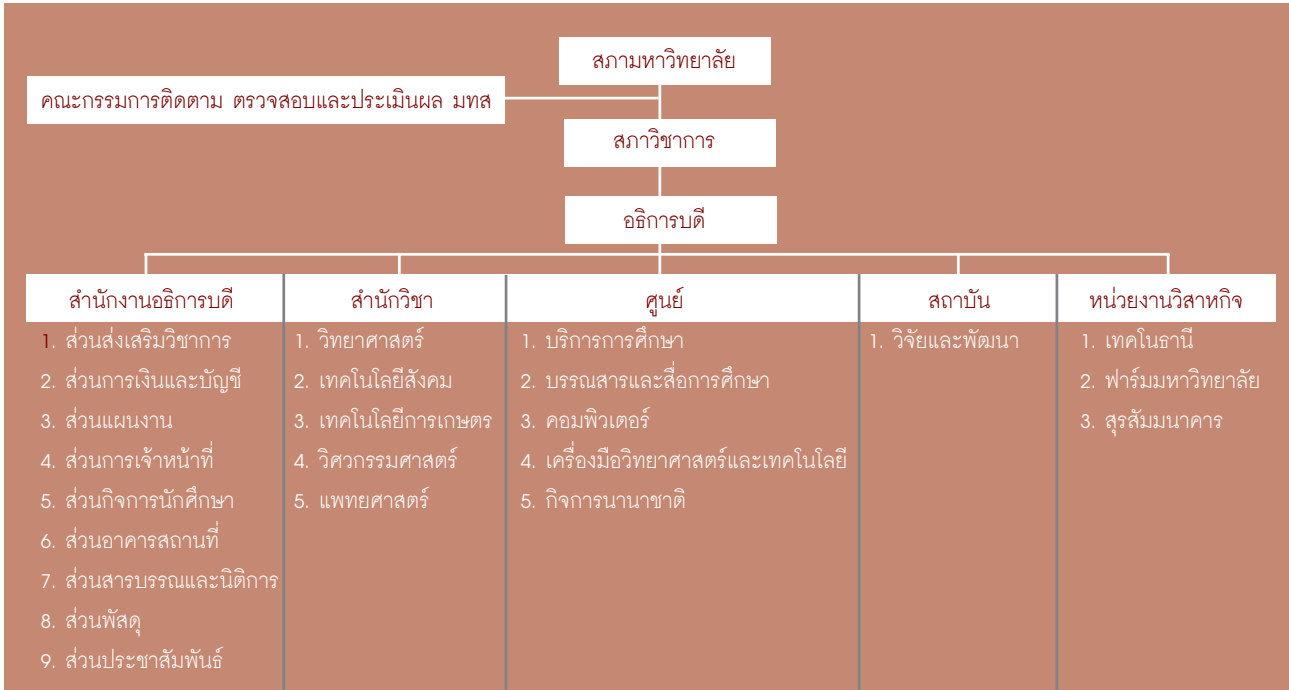 สภามหาวิทยาลัย
คณะกรรมการติดตาม ตรวจสอบและประเมินผล มทส
สภาวิชาการ
อธิการบดี
สำนักงานอธิการบดี
1. ส่วนส่งเสริมวิชาการ
2. ส่วนการเงินและบัญชี
3. ส่วนแผนงาน
4. ส่วนการเจ้าหน้าที่
5. ส่วนกิจการนักศึกษา
6. ส่วนอาคารสถานที่
7. ส่วนสารบรรณและนิติการ
8. ส่วนพัสดุ
9. ส่วนประชาสัมพันธ์
สำนักวิชา
1. วิทยาศาสตร์
2. เทคโนโลยีสังคม
3. เทคโนโลยีการเกษตร
4. วิศวกรรมศาสตร์
5. แพทยศาสตร์
ศูนย์
1. บริการการศึกษา
2. บรรณสารและสื่อการศึกษา
3. คอมพิวเตอร์
4. เครื่องมือวิทยาศาสตร์และเทคโนโลยี
5. กิจการนานาชาติ
สถาบัน
1. วิจัยและพัฒนา
หน่วยงานวิสาหกิจ
1. เทคโนธานี
2. ฟาร์มมหาวิทยาลัย
3. สุรสัมมนาคาร